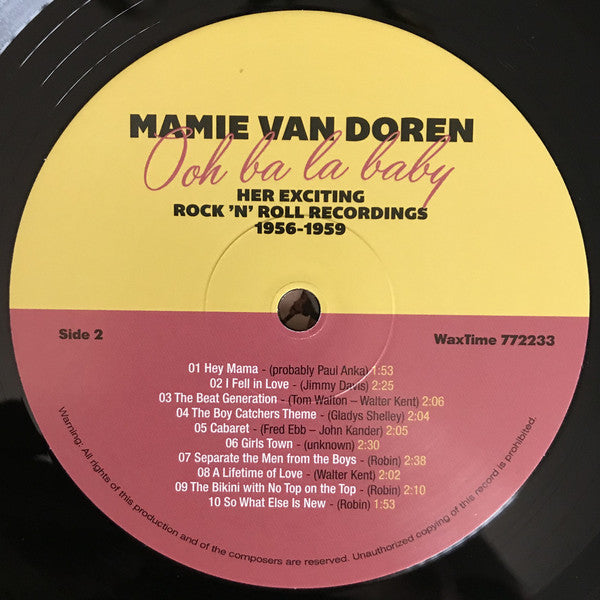 MAMIE VAN DOREN
Ooh ba la baby
HER EXCITING
ROCK 'N' ROLL RECORDINGS
1956-1959
Side 2
WaxTime 772233
01 Hey Mama - (probably Paul Anka) 1:53
02 I Fell in Love - (Jimmy Davis) 2:25
03 The Beat Generation - (Tom Walton – Walter Kent) 2:06
04 The Boy Catchers Theme - (Gladys Shelley) 2:04
05 Cabaret - (Fred Ebb – John Kander) 2:05
06 Girls Town - (unknown) 2:30
07 Separate the Men from the Boys - (Robin) 2:38
08 A Lifetime of Love - (Walter Kent) 2:02
09 The Bikini with No Top on the Top - (Robin) 2:10
10 So What Else Is New - (Robin) 1:53
Warning: All rights of this production and of the composers are reserved. Unauthorized copying of this record is prohibited.